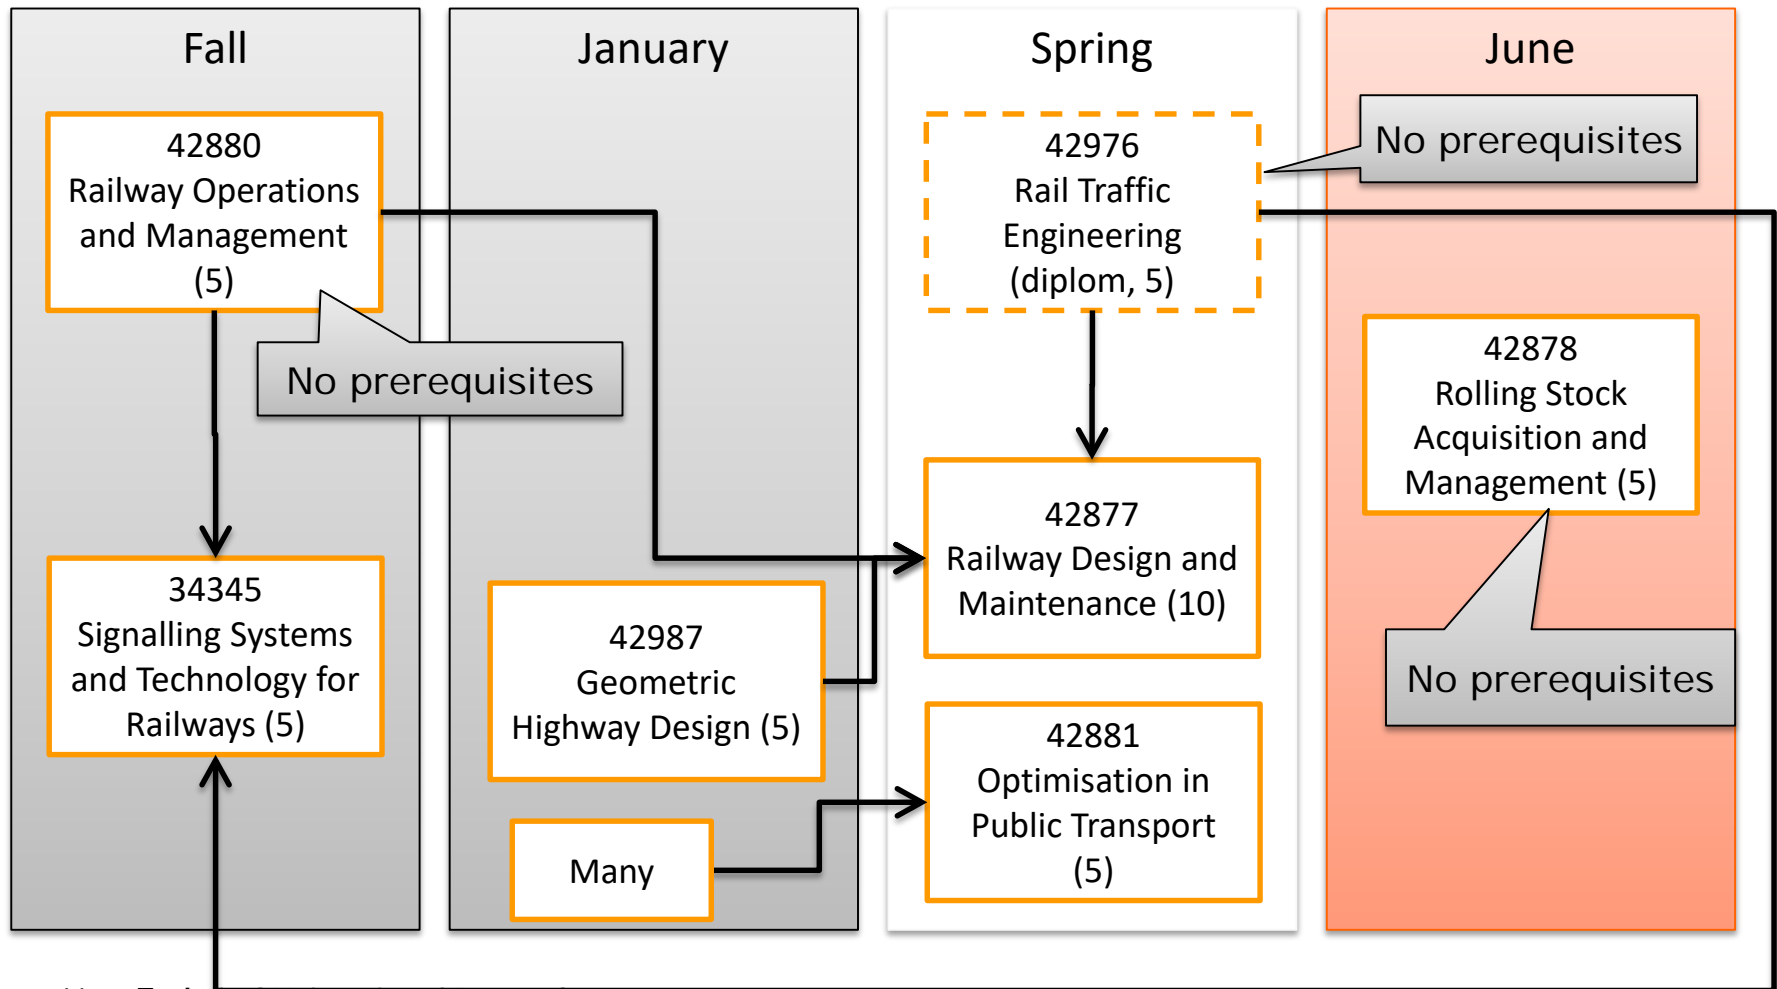 Fall
42880
Railway Operations
and Management
(5)
No prerequisites
34345
Signalling Systems
and Technology for
Railways (5)
January
42987
Geometric
Highway Design (5)
Many
Spring
42976
Rail Traffic
Engineering
(diplom, 5)
No prerequisites
42877
Railway Design and
Maintenance (10)
42881
Optimisation in
Public Transport
(5)
June
42878
Rolling Stock
Acquisition and
Management (5)
No prerequisites